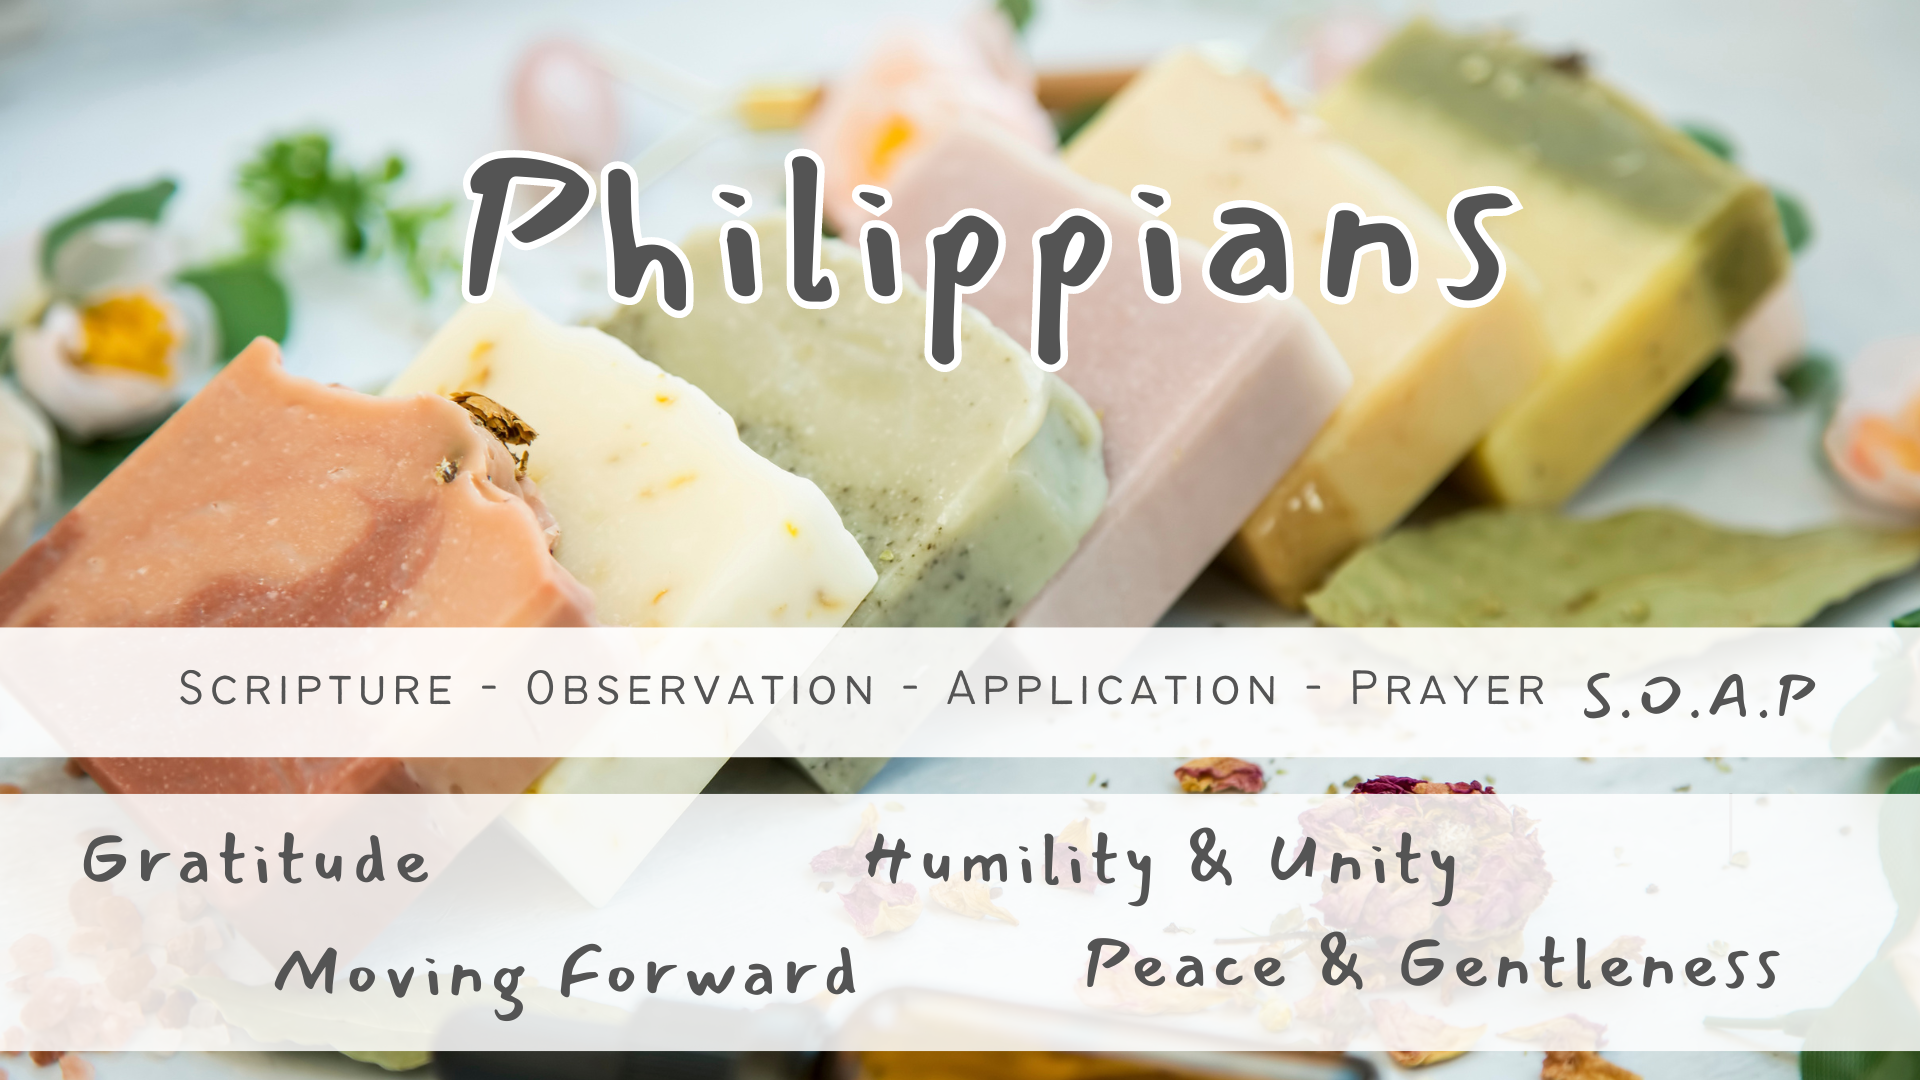 Philippians
Scripture - Observation - Application - Prayer S.O.A.P
Gratitude
Humility & Unity
Moving Forward
Peace & Gentleness